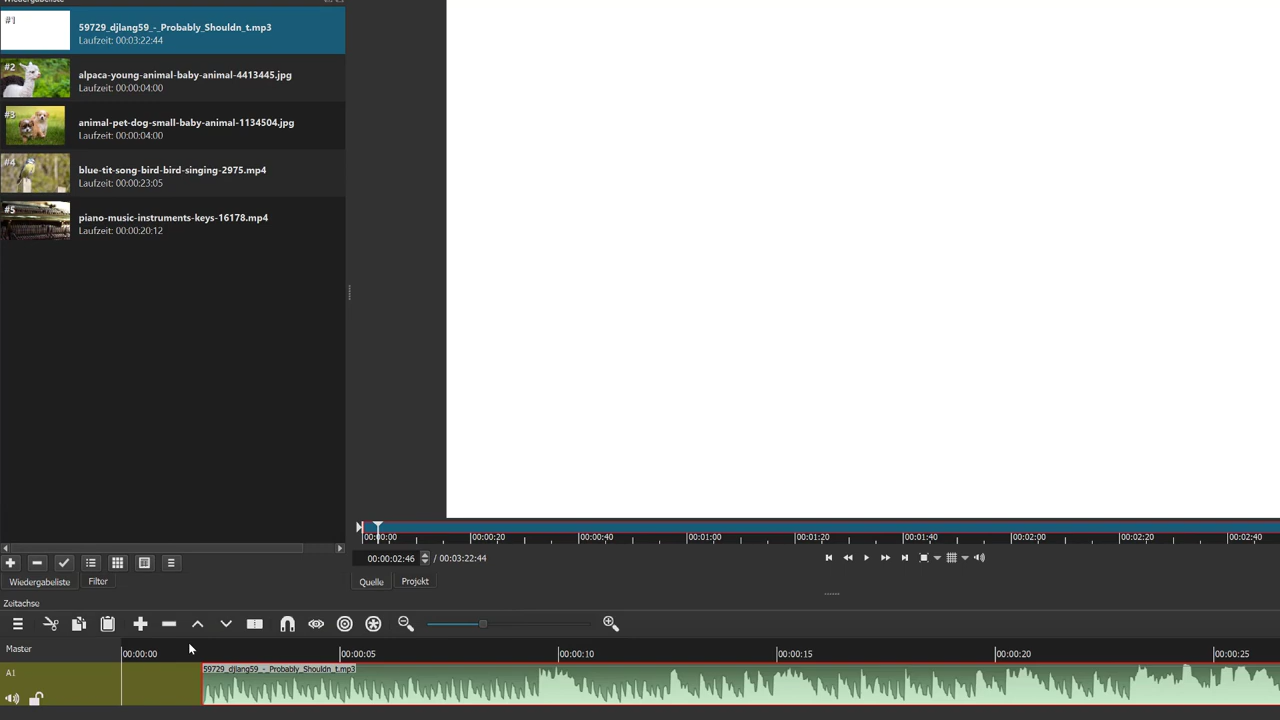 #1
59729_djlang59_-_Probably_Shouldn_t.mp3
Laufzeit: 00:03:22:44
#2
alpaca-young-animal-baby-animal-4413445.jpg
Laufzeit: 00:00:04:00
#3
animal-pet-dog-small-baby-animal-1134504.jpg
Laufzeit: 00:00:04:00
#4
blue-tit-song-bird-bird-singing-2975.mp4
Laufzeit: 00:00:23:05
#5
piano-music-instruments-keys-16178.mp4
Laufzeit: 00:00:20:12
00:00:00 00:00:20 00:00:40 00:01:00 00:01:20 00:01:40 00:02:00 00:02:20 00:02:40
00:00:02:46 / 00:03:22:44
Wiedergabeliste Filter
Quelle Projekt
Zeitachse
Master
00:00:00 00:00:05 00:00:10 00:00:15 00:00:20 00:00:25
A1
59729_djlang59_-_Probably_Shouldn_t.mp3